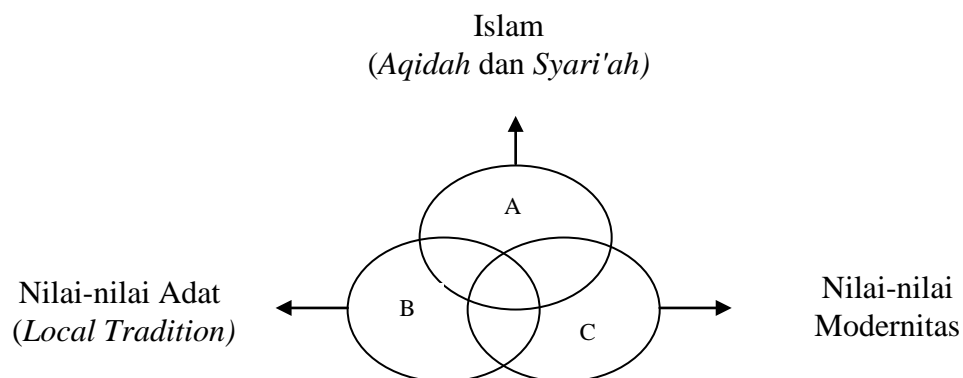 Islam
(Aqidah dan Syari'ah)
A
Nilai-nilai Adat
(Local Tradition)
B
C
Nilai-nilai
Modernitas